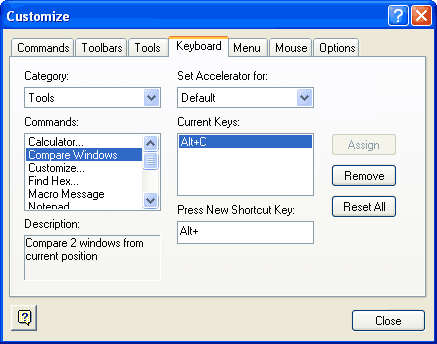 Customize
Commands Toolbars Tools Keyboard Menu Mouse Options
Category:
Tools
Set Accelerator for:
Default
Commands:
Calculator...
Compare Windows
Customize...
Find Hex...
Macro Message
Notepad
Current Keys:
Alt+C
Assign
Remove
Reset All
Press New Shortcut Key:
Alt+
Description:
Compare 2 windows from
current position
Close